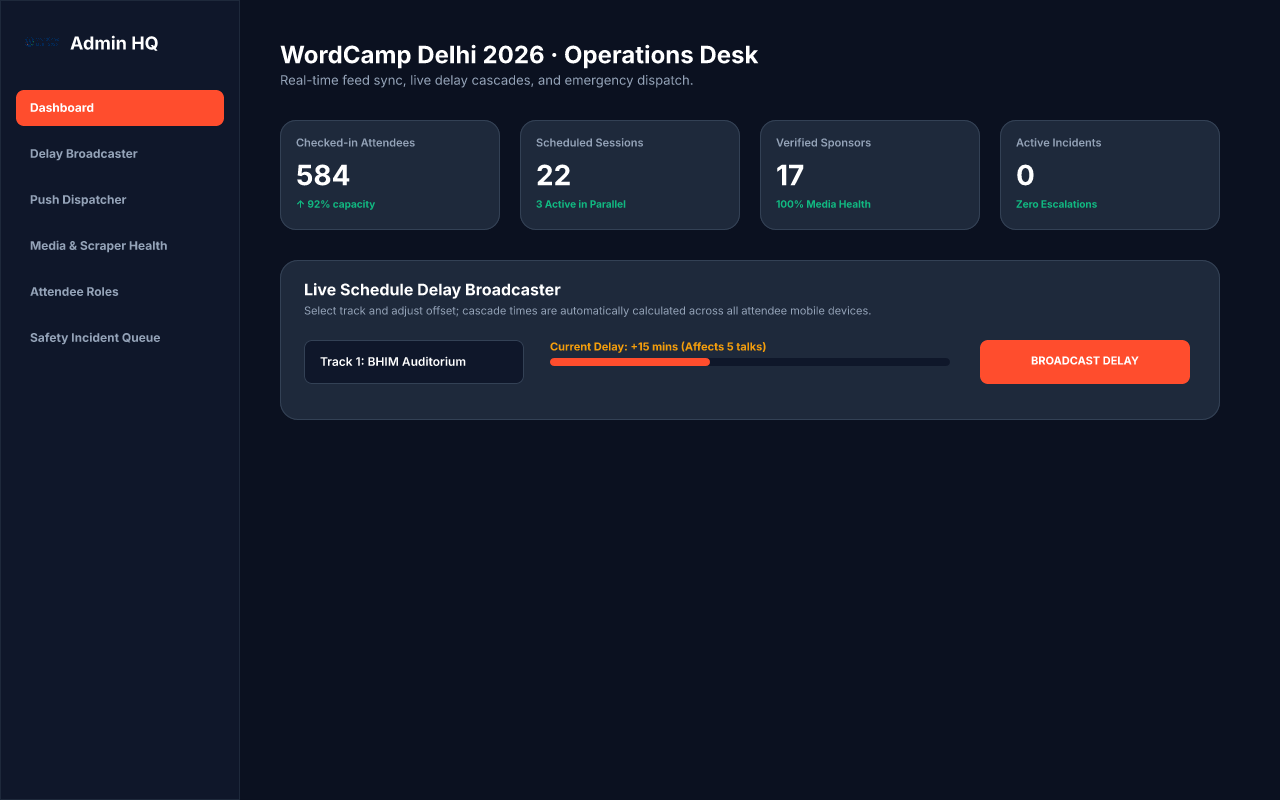 Admin HQ
Dashboard
Delay Broadcaster
Push Dispatcher
Media & Scraper Health
Attendee Roles
Safety Incident Queue
WordCamp Delhi 2026 · Operations Desk
Real-time feed sync, live delay cascades, and emergency dispatch.
Checked-in Attendees
584
↑ 92% capacity
Scheduled Sessions
22
3 Active in Parallel
Verified Sponsors
17
100% Media Health
Active Incidents
0
Zero Escalations
Live Schedule Delay Broadcaster
Select track and adjust offset; cascade times are automatically calculated across all attendee mobile devices.
Track 1: BHIM Auditorium
Current Delay: +15 mins (Affects 5 talks)
BROADCAST DELAY